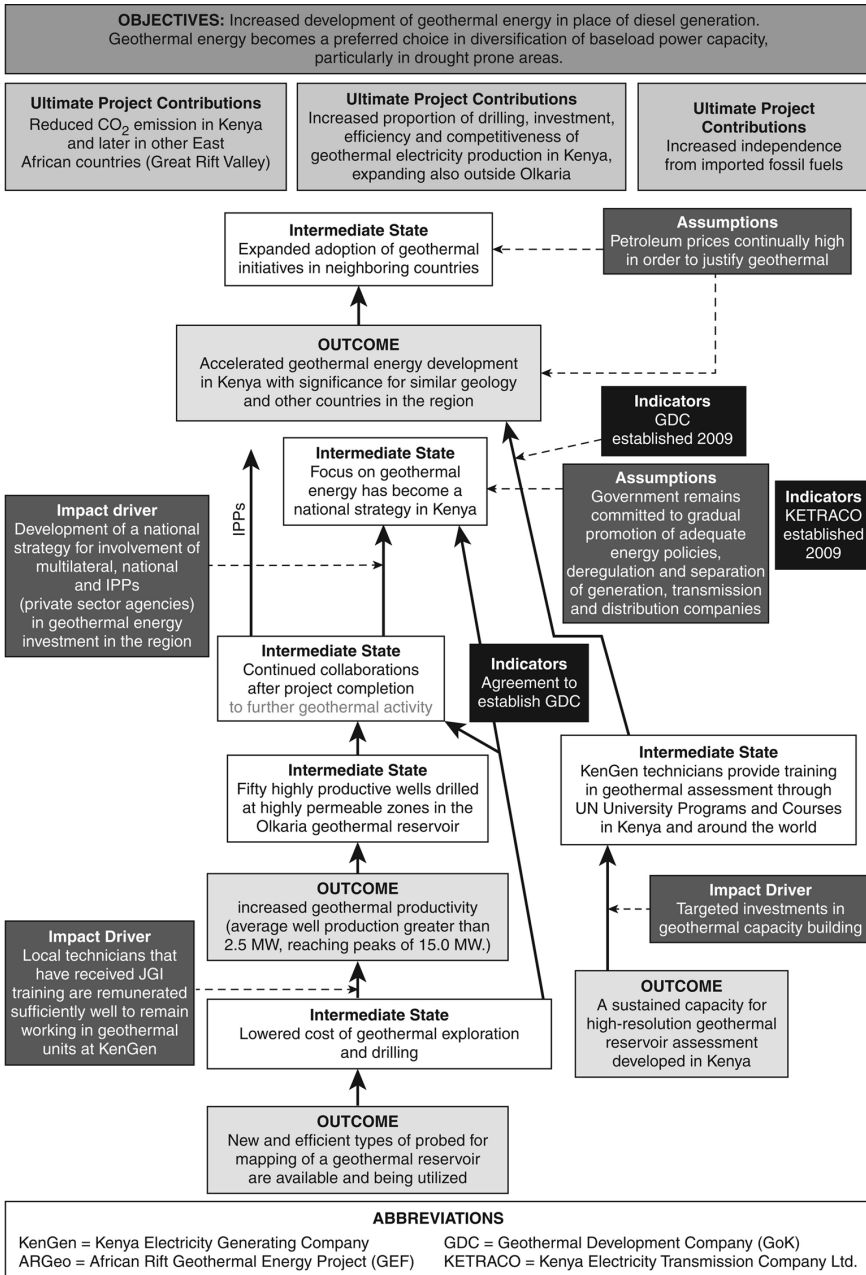 OBJECTIVES: Increased development of geothermal energy in place of diesel generation.
Geothermal energy becomes a preferred choice in diversification of baseload power capacity,
particularly in drought prone areas.
Ultimate Project Contributions
Reduced CO2 emission in Kenya
and later in other East
African countries (Great Rift Valley)
Ultimate Project Contributions
Increased proportion of drilling, investment,
efficiency and competitiveness of
geothermal electricity production in Kenya,
expanding also outside Olkaria
Ultimate Project
Contributions
Increased independence
from imported fossil fuels
Intermediate State
Expanded adoption of geothermal
initiatives in neighboring countries
Assumptions
Petroleum prices continually high
in order to justify geothermal
OUTCOME
Accelerated geothermal energy development
in Kenya with significance for similar geology
and other countries in the region
Indicators
GDC
established 2009
Intermediate State
Focus on geothermal
energy has become a
national strategy in Kenya
Assumptions
Government remains
committed to gradual
promotion of adequate
energy policies,
deregulation and separation
of generation, transmission
and distribution companies
Indicators
KETRACO
established
2009
IPPs
Impact driver
Development of a national
strategy for involvement of
multilateral, national
and IPPs
(private sector agencies)
in geothermal energy
investment in the region
Intermediate State
Continued collaborations
after project completion
to further geothermal activity
Indicators
Agreement to
establish GDC
Intermediate State
Fifty highly productive wells drilled
at highly permeable zones in the
Olkaria geothermal reservoir
Intermediate State
KenGen technicians provide training
in geothermal assessment through
UN University Programs and Courses
in Kenya and around the world
OUTCOME
increased geothermal productivity
(average well production greater than
2.5 MW, reaching peaks of 15.0 MW.)
Impact Driver
Targeted investments in
geothermal capacity building
Impact Driver
Local technicians that
have received JGI
training are remunerated
sufficiently well to remain
working in geothermal
units at KenGen
Intermediate State
Lowered cost of geothermal exploration
and drilling
OUTCOME
A sustained capacity for
high-resolution geothermal
reservoir assessment
developed in Kenya
OUTCOME
New and efficient types of probed for
mapping of a geothermal reservoir
are available and being utilized
ABBREVIATIONS
KenGen = Kenya Electricity Generating Company
GDC = Geothermal Development Company (GoK)
ARGeo = African Rift Geothermal Energy Project (GEF)
KETRACO = Kenya Electricity Transmission Company Ltd.